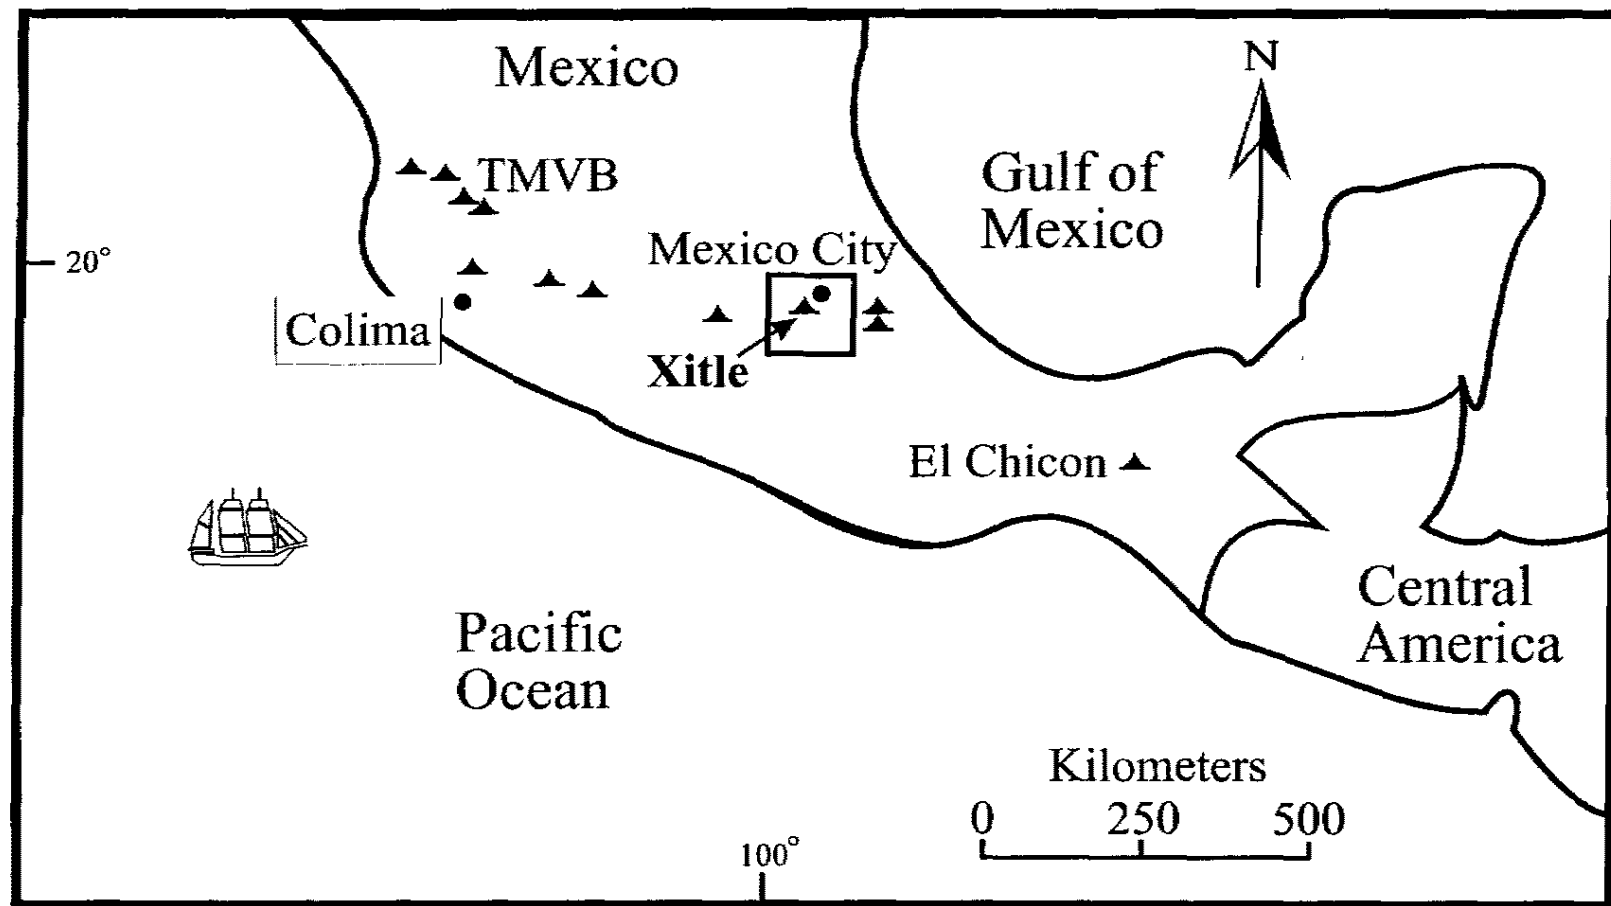 Mexico
N
TMVB
Gulf of
Mexico
Mexico City
20°
Colima
Xitle
El Chicon
Central
America
Pacific
Ocean
Kilometers
0 250 500
100°